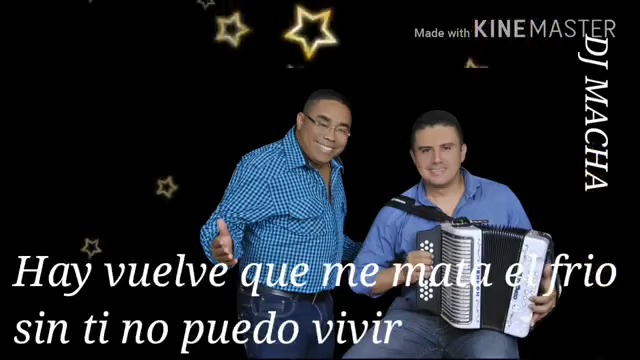 Made with KINEMASTER
DJ MACHA
Hay vuelve que me mata el frio
sin ti no puedo vivir